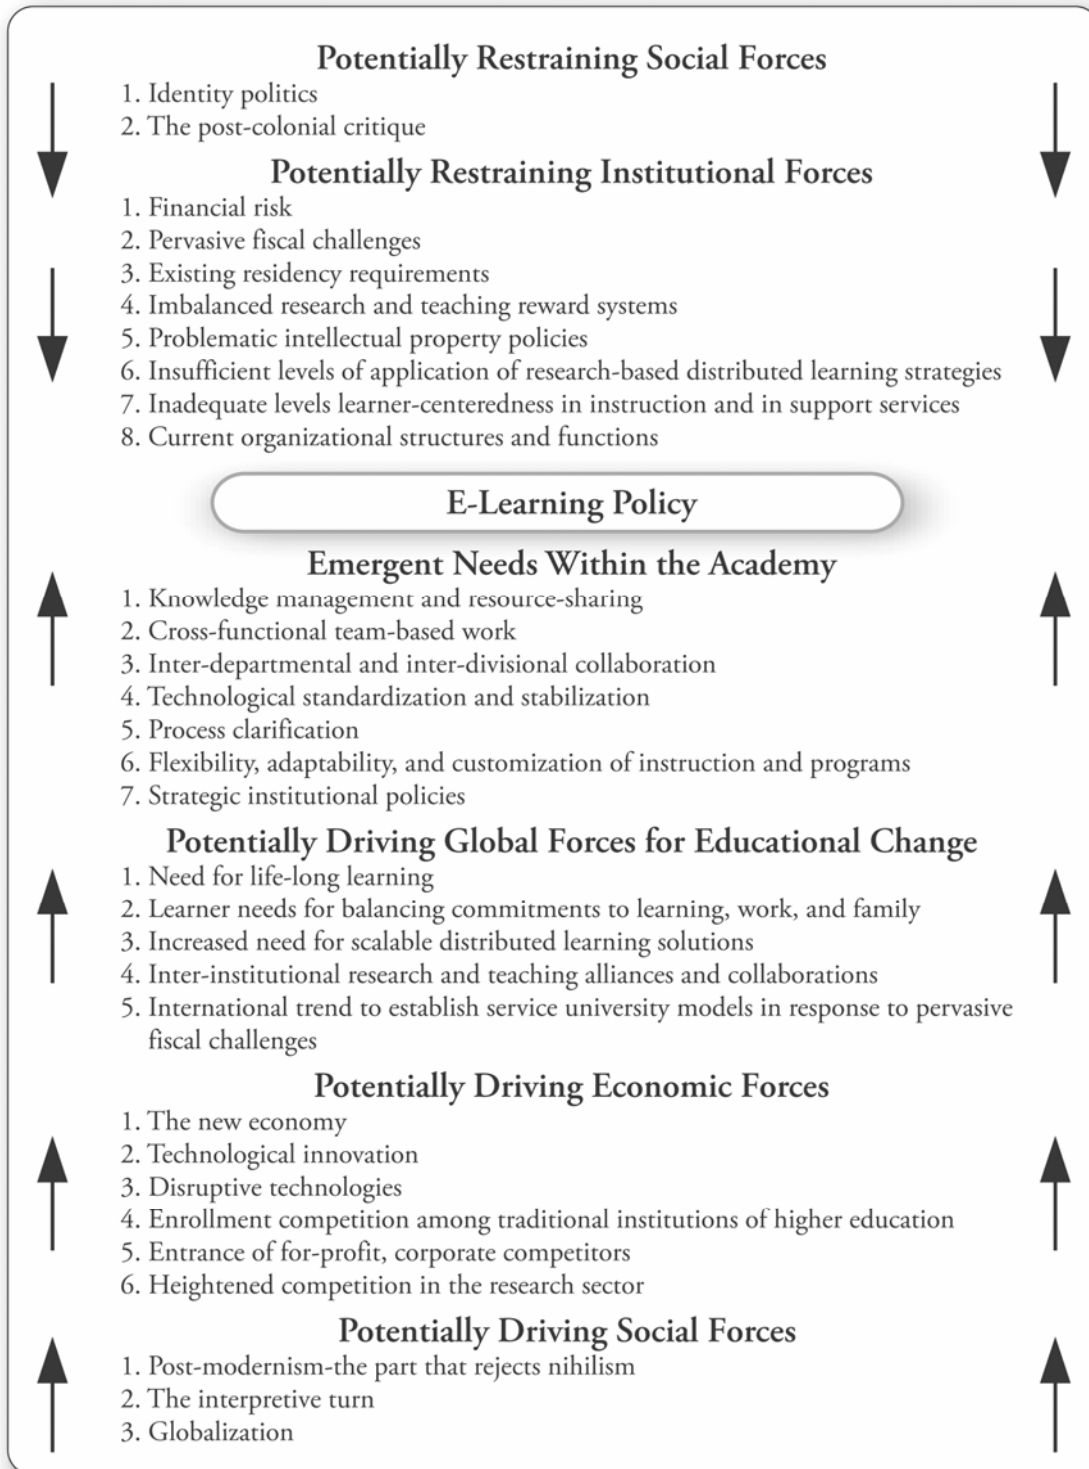 Potentially Restraining Social Forces
1. Identity politics
2. The post-colonial critique
Potentially Restraining Institutional Forces
1. Financial risk
2. Pervasive fiscal challenges
3. Existing residency requirements
4. Imbalanced research and teaching reward systems
5. Problematic intellectual property policies
6. Insufficient levels of application of research-based distributed learning strategies
7. Inadequate levels learner-centeredness in instruction and in support services
8. Current organizational structures and functions
E-Learning Policy
Emergent Needs Within the Academy
1. Knowledge management and resource-sharing
2. Cross-functional team-based work
3. Inter-departmental and inter-divisional collaboration
4. Technological standardization and stabilization
5. Process clarification
6. Flexibility, adaptability, and customization of instruction and programs
7. Strategic institutional policies
Potentially Driving Global Forces for Educational Change
1. Need for life-long learning
2. Learner needs for balancing commitments to learning, work, and family
3. Increased need for scalable distributed learning solutions
4. Inter-institutional research and teaching alliances and collaborations
5. International trend to establish service university models in response to pervasive
fiscal challenges
Potentially Driving Economic Forces
1. The new economy
2. Technological innovation
3. Disruptive technologies
4. Enrollment competition among traditional institutions of higher education
5. Entrance of for-profit, corporate competitors
6. Heightened competition in the research sector
Potentially Driving Social Forces
1. Post-modernism-the part that rejects nihilism
2. The interpretive turn
3. Globalization